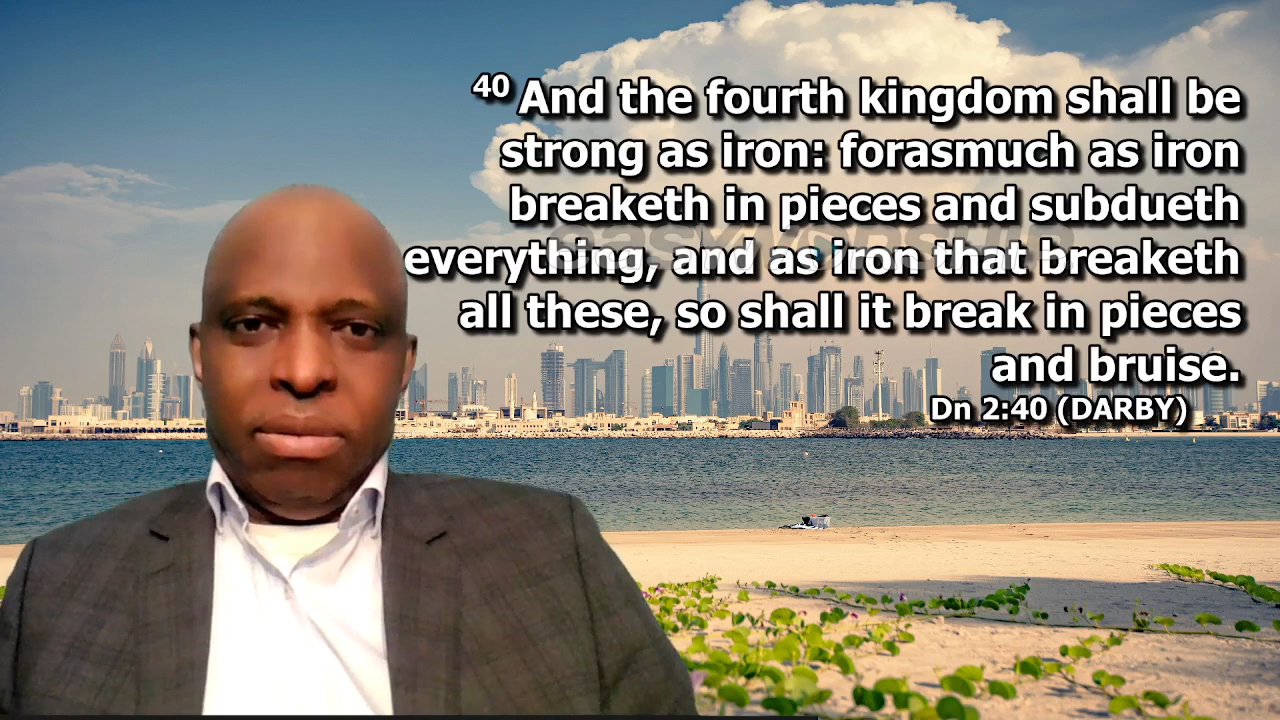 40 And the fourth kingdom shall be
strong as iron: forasmuch as iron
breaketh in pieces and subdueth
everything, and as iron that breaketh
all these, so shall it break in pieces
and bruise.
Dn 2:40 (DARBY)